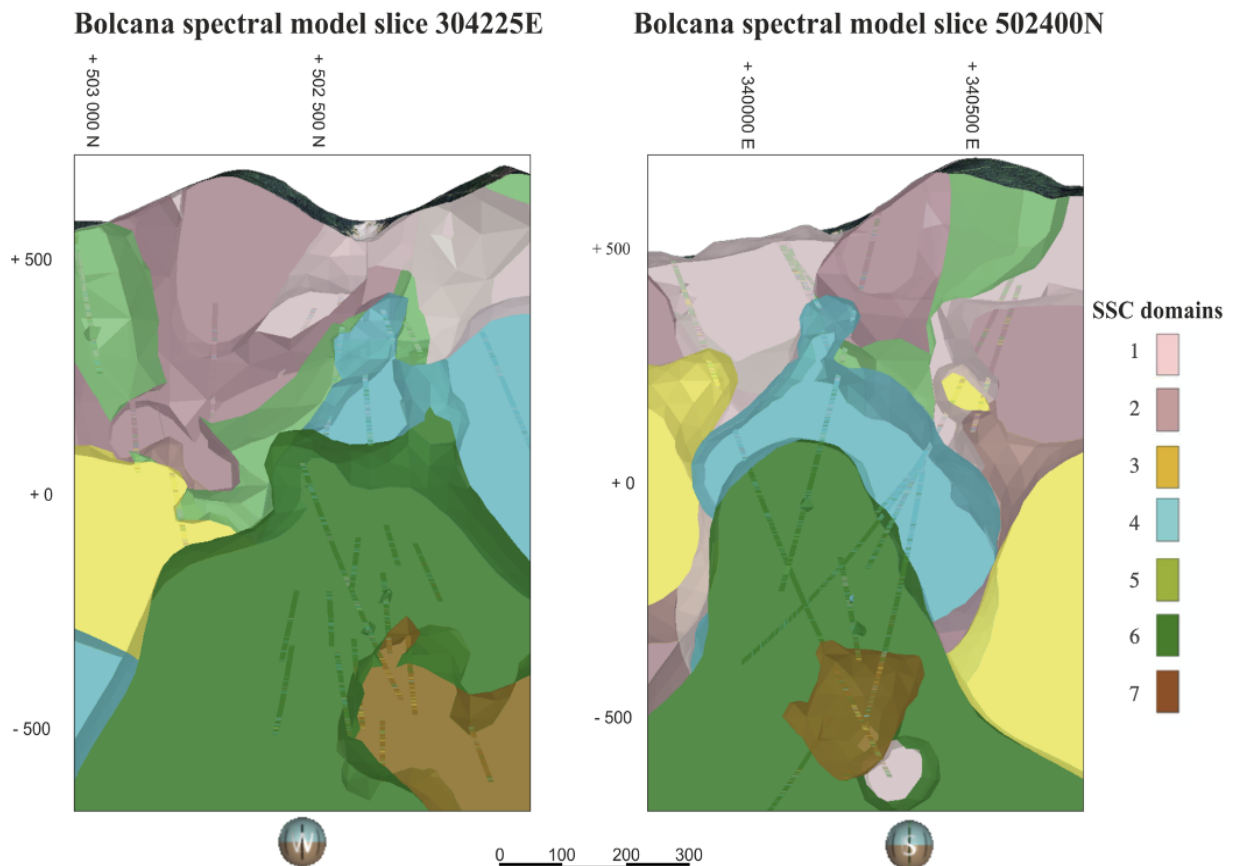 Bolcana spectral model slice 304225E
Bolcana spectral model slice 502400N
+ 503 000 N
+ 502 500 N
+ 340000 E
+ 340500 E
+ 500
+ 0
- 500
+ 500
+ 0
- 500
SSC domains
1
2
3
4
5
6
7
W
S
0 100 200 300